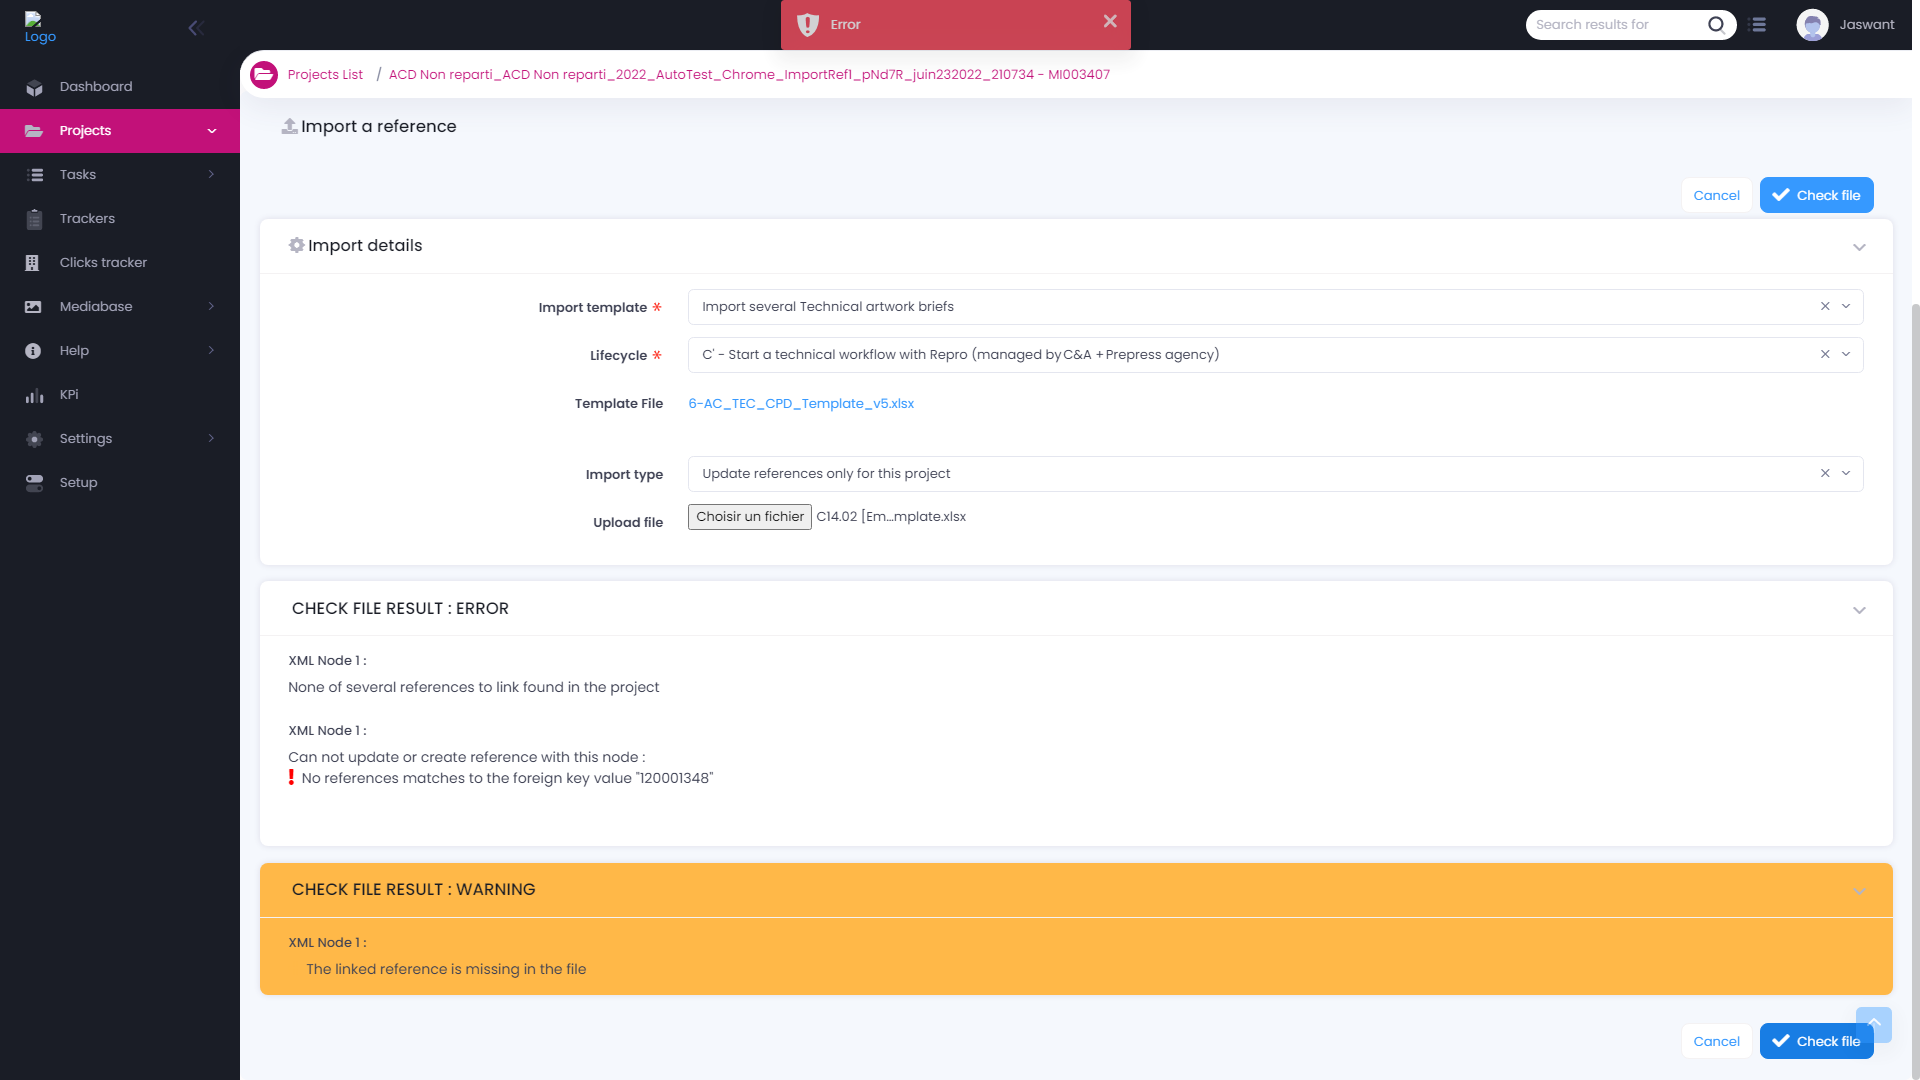 Logo
Error
Search results for
Jaswant
Dashboard
Projects
Tasks
Trackers
Clicks tracker
Mediabase
Help
KPi
Settings
Setup
Projects List / ACD Non reparti_ACD Non reparti_2022_AutoTest_Chrome_ImportRef1_pNd7R_juin232022_210734 - MI003407
Import a reference
Cancel
Check file
Import details
Import template *
Import several Technical artwork briefs
Lifecycle *
C' - Start a technical workflow with Repro (managed by C&A + Prepress agency)
Template File
6-AC_TEC_CPD_Template_v5.xlsx
Import type
Update references only for this project
Upload file
Choisir un fichier
C14.02 [Em...mplate.xlsx
CHECK FILE RESULT : ERROR
XML Node 1 :
None of several references to link found in the project
XML Node 1 :
Can not update or create reference with this node :
! No references matches to the foreign key value "120001348"
CHECK FILE RESULT : WARNING
XML Node 1 :
The linked reference is missing in the file
Cancel
Check file